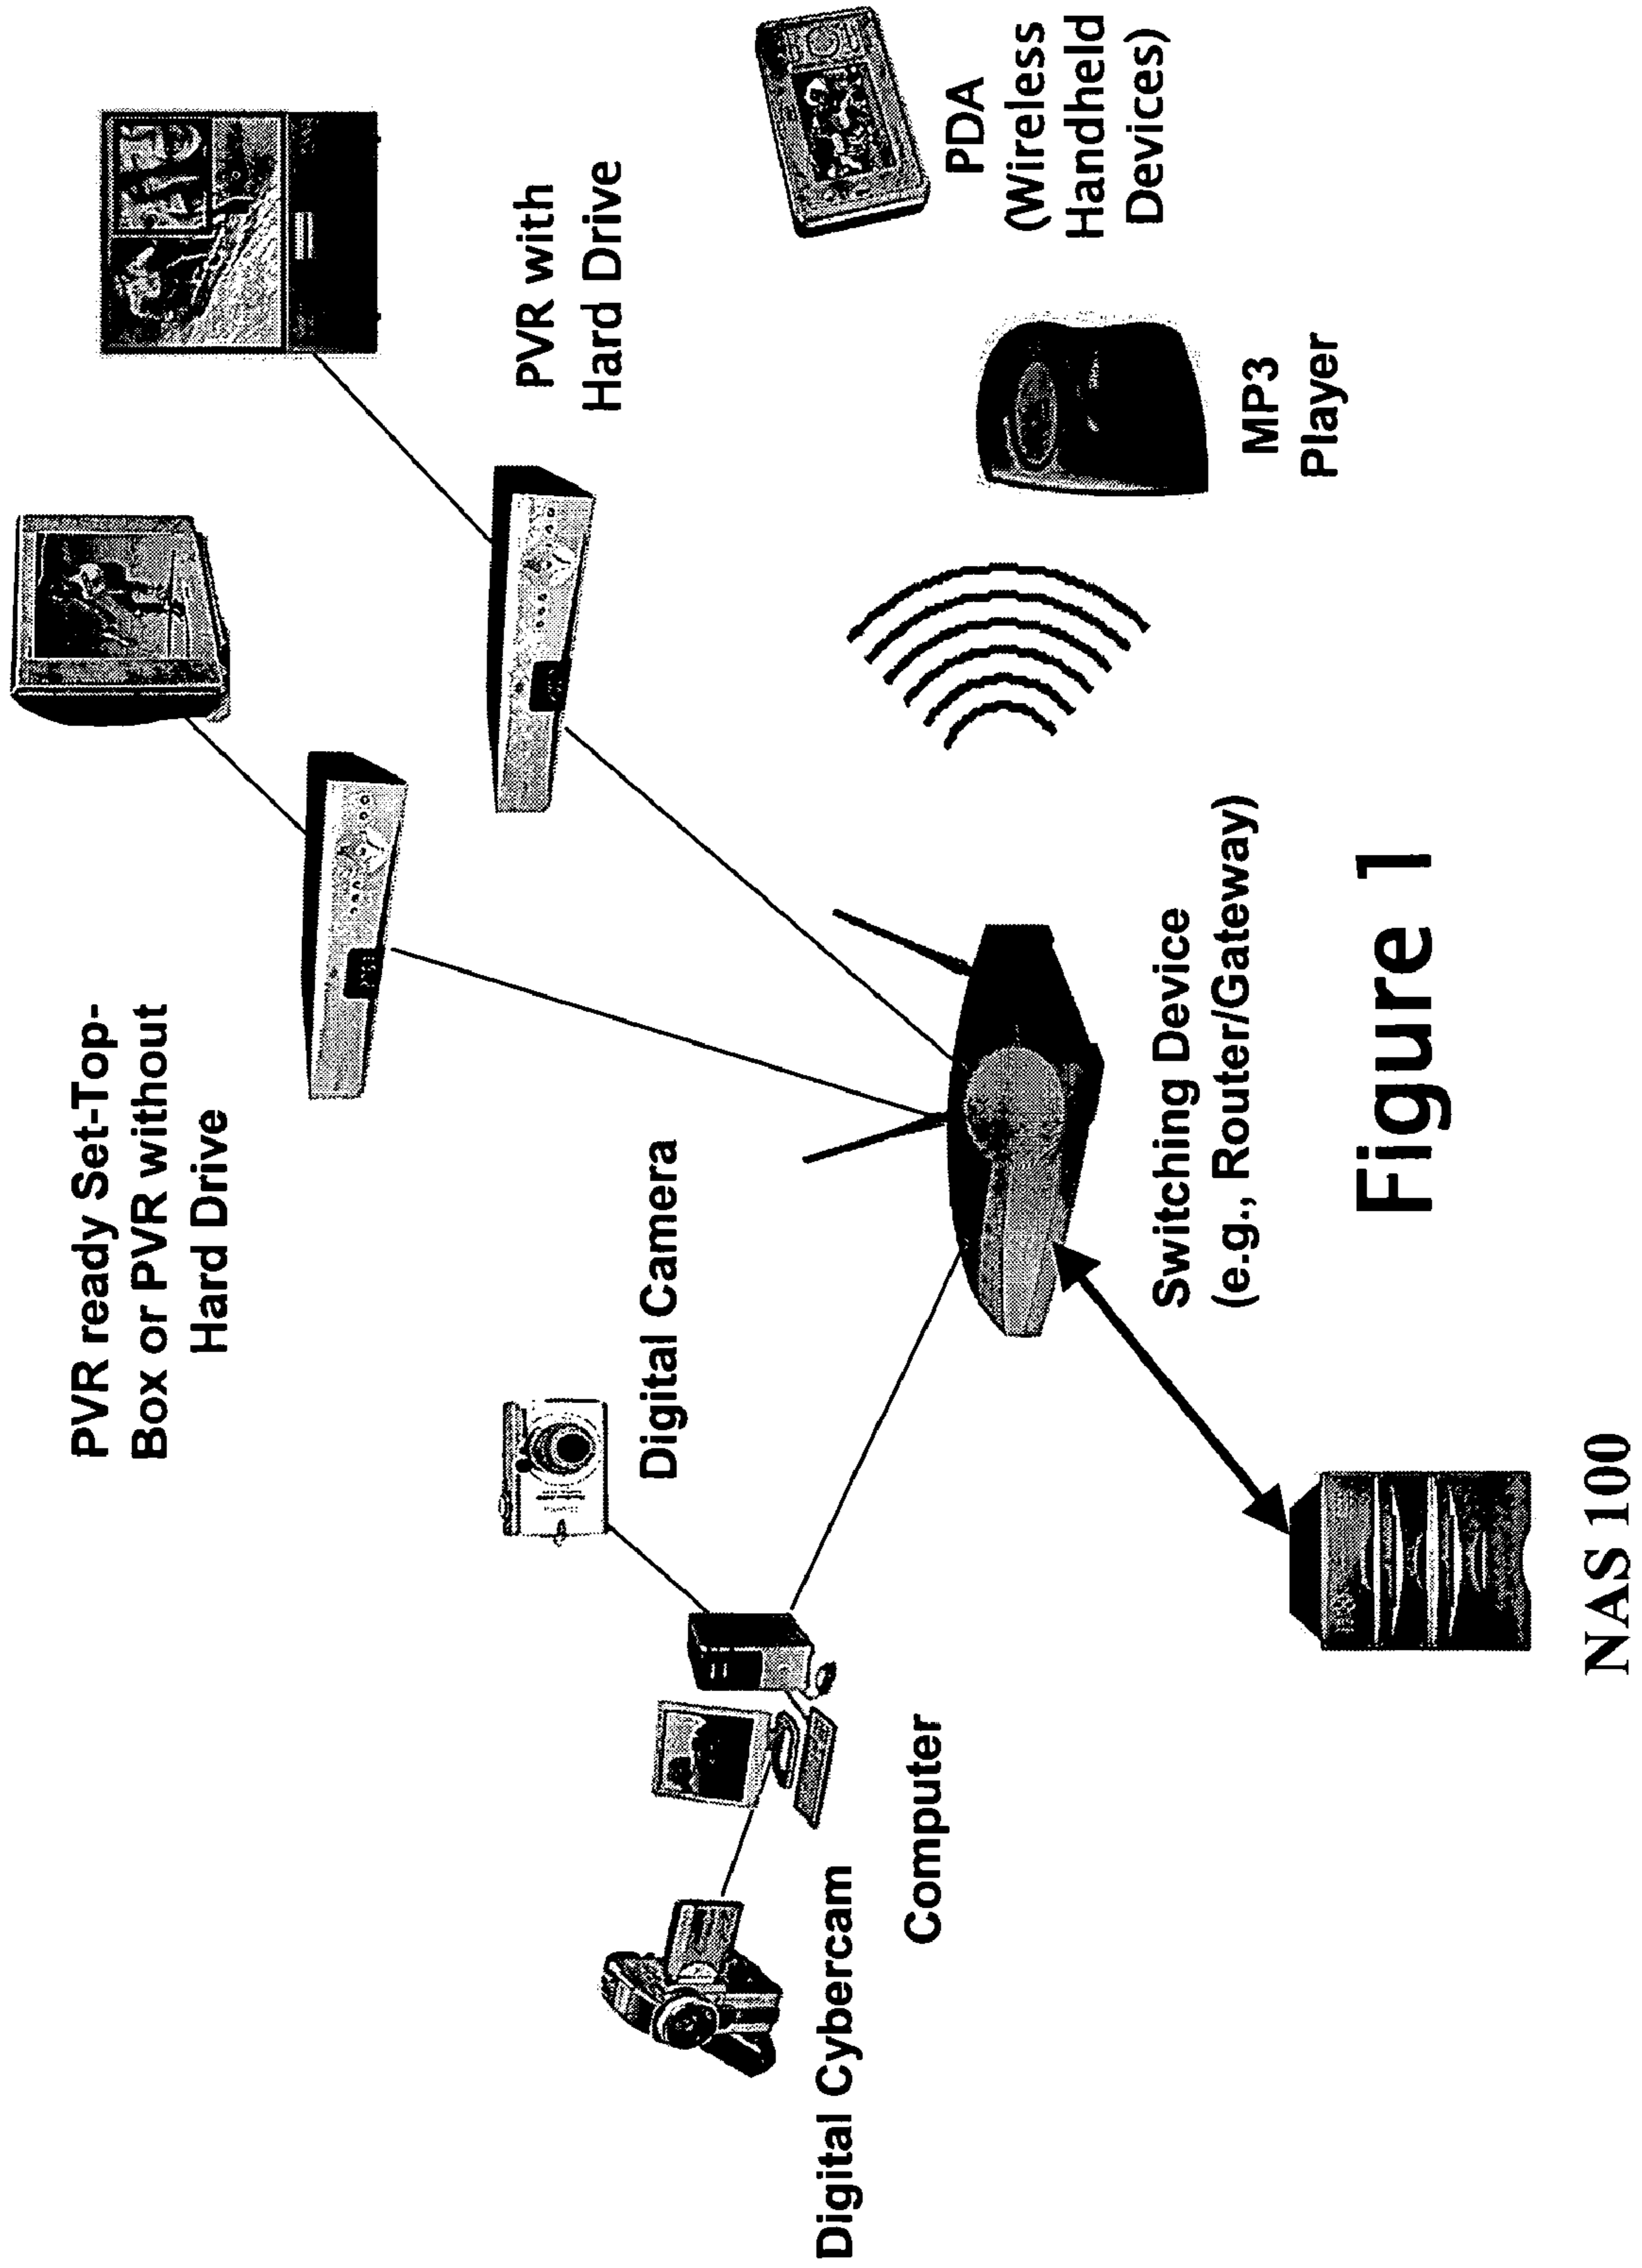 PVR ready Set-Top-
Box or PVR without
Hard Drive
PVR with
Hard Drive
Digital Camera
PDA
(Wireless
Handheld
Devices)
Digital Cybercam
Computer
MP3
Player
Switching Device
(e.g., Router/Gateway)
NAS 100
Figure 1